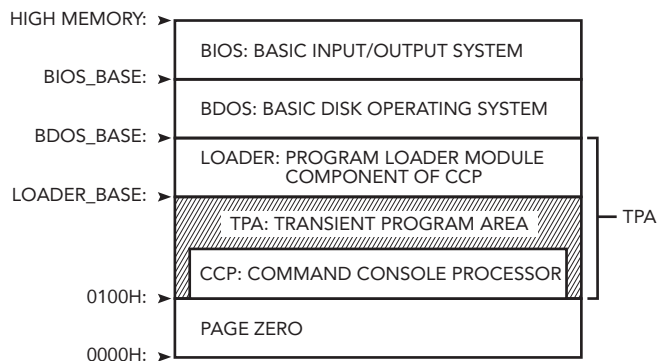 HIGH MEMORY:
BIOS: BASIC INPUT/OUTPUT SYSTEM
BIOS_BASE:
BDOS: BASIC DISK OPERATING SYSTEM
BDOS_BASE:
LOADER: PROGRAM LOADER MODULE
COMPONENT OF CCP
LOADER_BASE:
TPA: TRANSIENT PROGRAM AREA
TPA
CCP: COMMAND CONSOLE PROCESSOR
0100H:
PAGE ZERO
0000H: